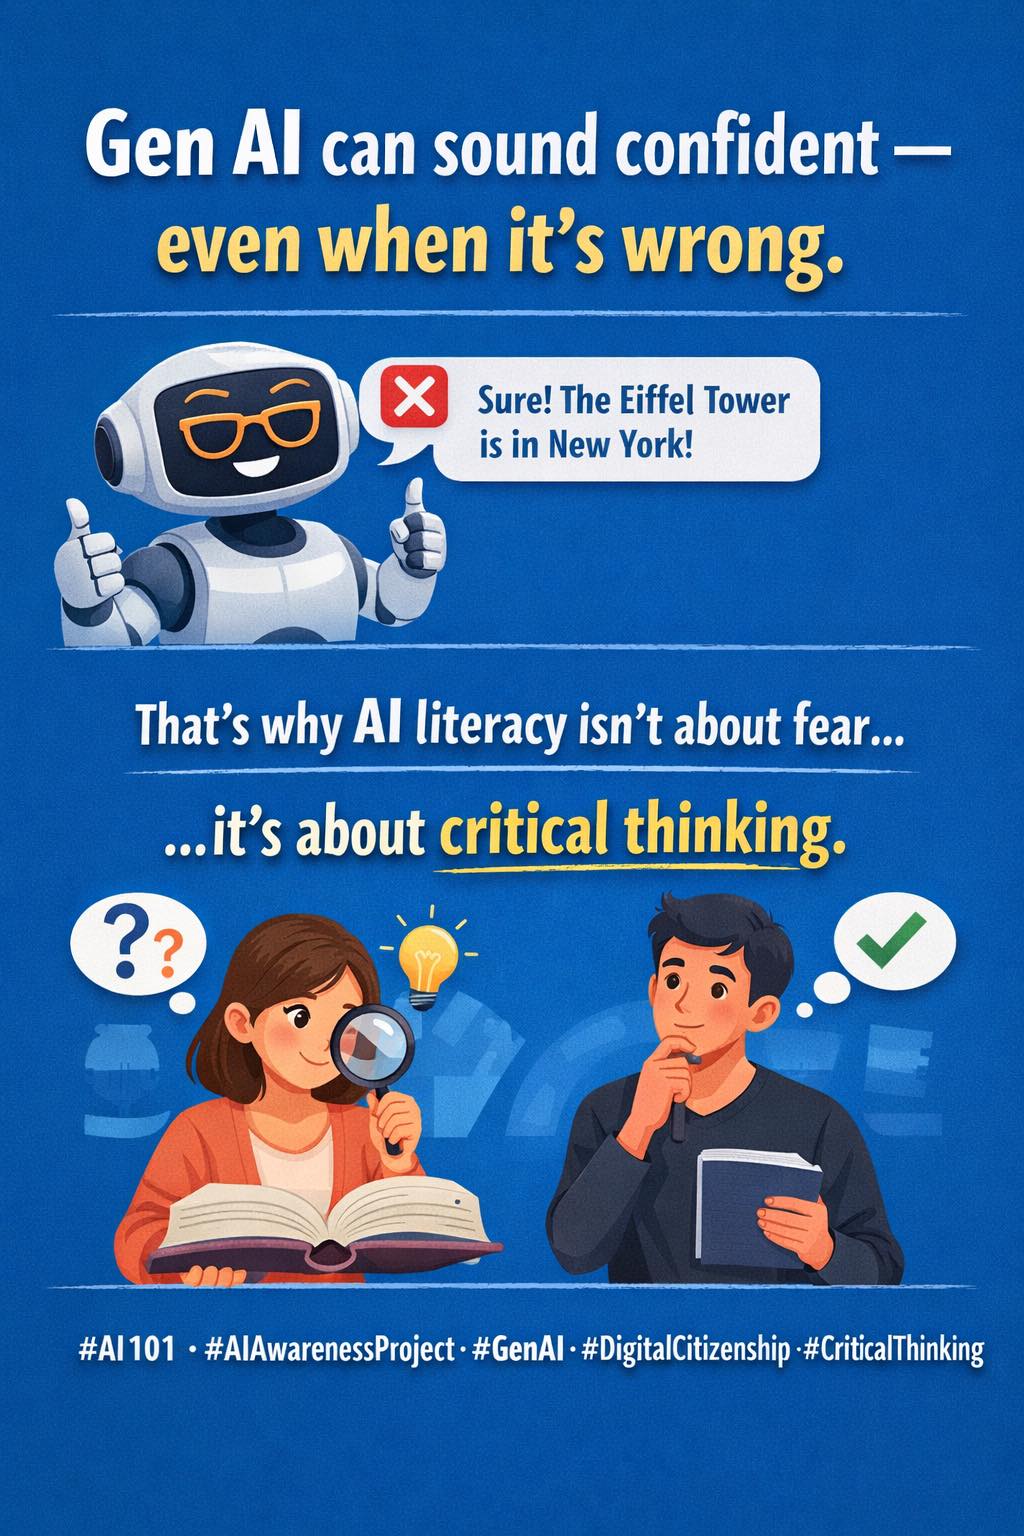 Gen AI can sound confident —
even when it's wrong.
Sure! The Eiffel Tower
is in New York!
That's why AI literacy isn't about fear...
...it's about critical thinking.
? ?
#AI101 • #AIAwarenessProject · #GenAI · #DigitalCitizenship · #CriticalThinking